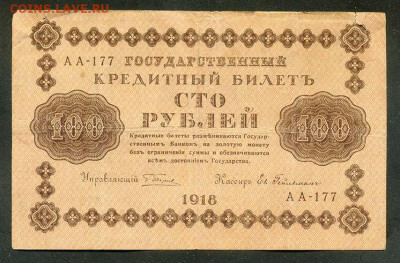 COINS.LAVE.RU
ГОСУДАРСТВЕННЫЙ
АА-177
КРЕДИТНЫЙ БИЛЕТЪ
СТО
РУБЛЕЙ
100 100
Кредитные билеты размѣниваются Государ-
ственнымъ Банкомъ на золотую монету
безъ ограниченія суммы и обезпечиваются
всѣмъ достояніемъ Государства.
Управляющій
Кассиръ
АА-177
1918